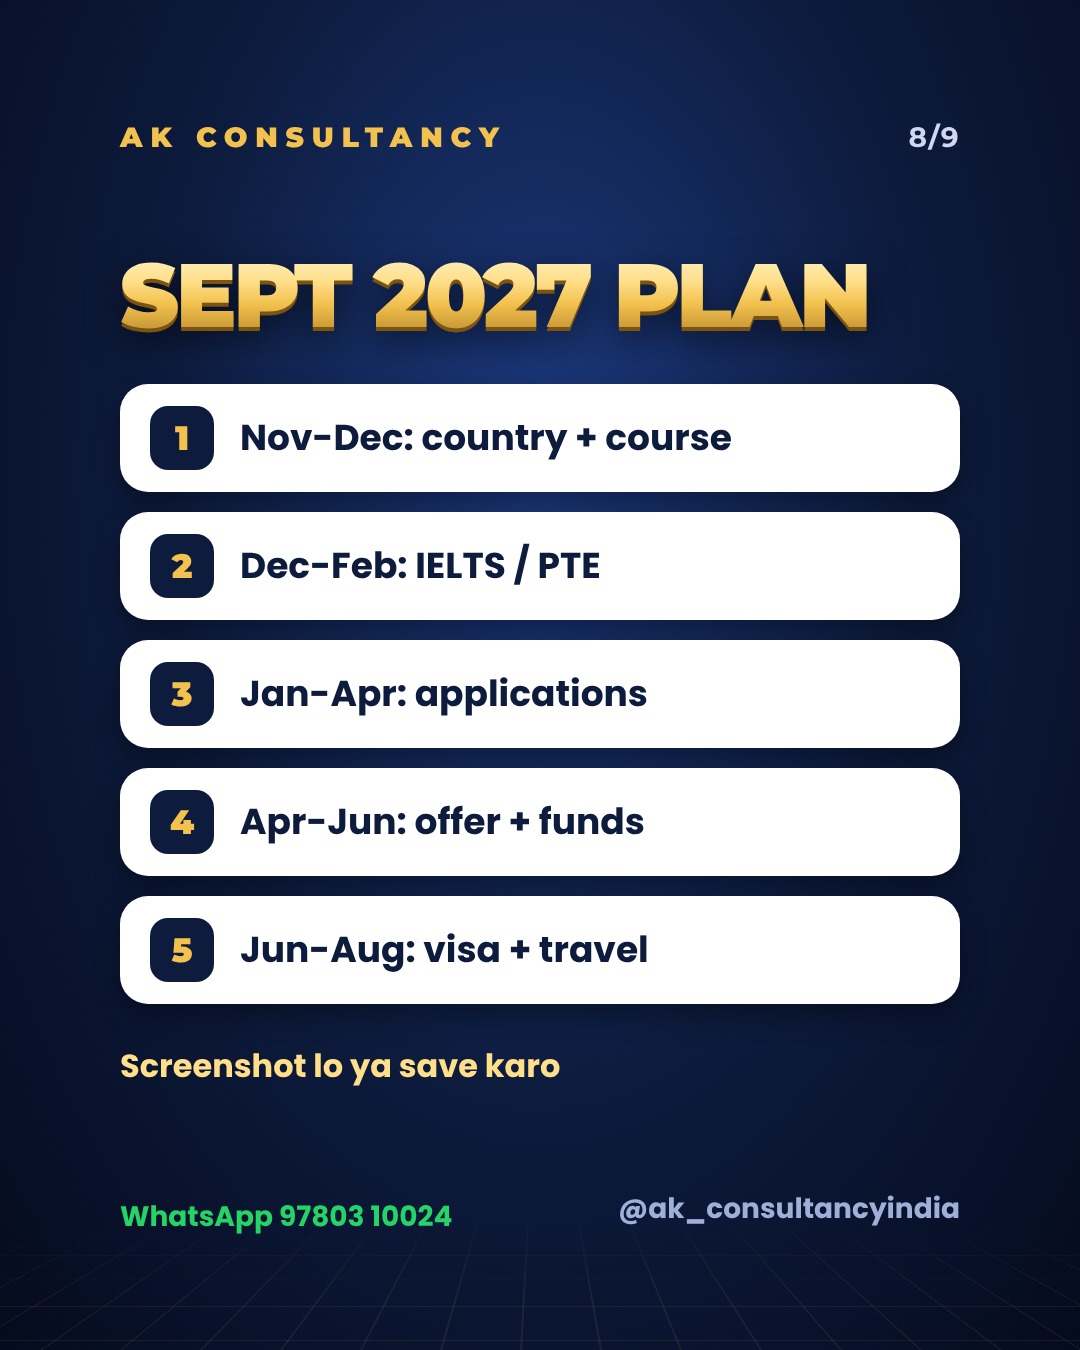 AK CONSULTANCY
8/9
SEPT 2027 PLAN
1 Nov-Dec: country + course
2 Dec-Feb: IELTS / PTE
3 Jan-Apr: applications
4 Apr-Jun: offer + funds
5 Jun-Aug: visa + travel
Screenshot lo ya save karo
WhatsApp 97803 10024
@ak_consultancyindia